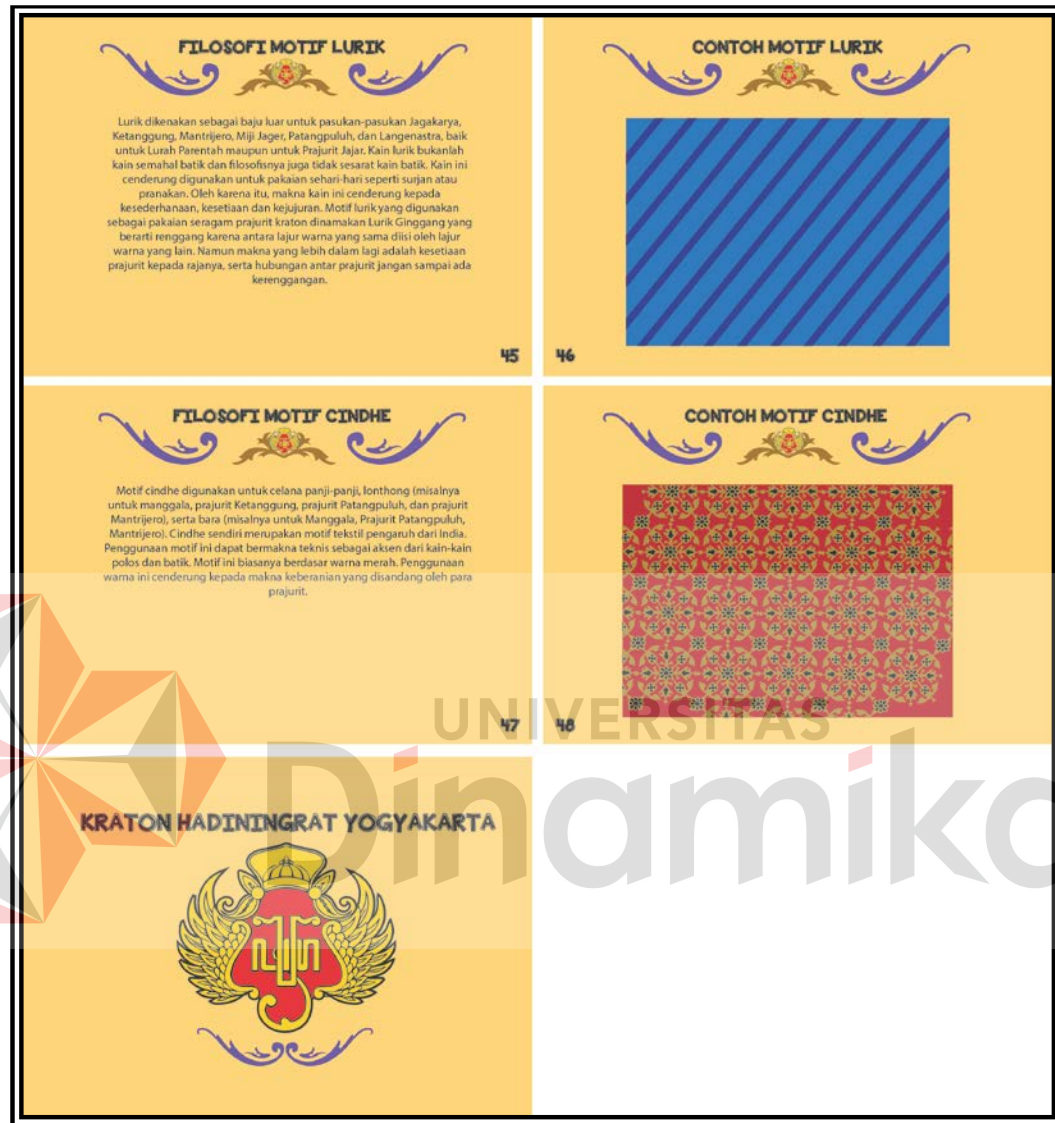 FILOSOFI MOTIF LURIK
Lurik dikenakan sebagai baju luar untuk pasukan-pasukan Jagakarya,
Ketanggung, Mantrijero, Miji Jager, Patangpuluh, dan Langenastra, baik
untuk Lurah Parentah maupun untuk Prajurit Jajar. Kain lurik bukanlah
kain semahal batik dan filosofisnya juga tidak sesarat kain batik. Kain ini
cenderung digunakan untuk pakaian sehari-hari seperti surjan atau
pranakan. Oleh karena itu, makna kain ini cenderung kepada
kesederhanaan, kesetiaan dan kejujuran. Motif lurik yang digunakan
sebagai pakaian seragam prajurit kraton dinamakan Lurik Ginggang yang
berarti renggang karena antara lajur warna yang sama diisi oleh lajur
warna yang lain. Namun makna yang lebih dalam lagi adalah kesetiaan
prajurit kepada rajanya, serta hubungan antar prajurit jangan sampai ada
kerenggangan.
45
CONTOH MOTIF LURIK
46
FILOSOFI MOTIF CINDHE
Motif cindhe digunakan untuk celana panji-panji, lonthong (misalnya
untuk manggala, prajurit Ketanggung, prajurit Patangpuluh, dan prajurit
Mantrijero), serta bara (misalnya untuk Manggala, Prajurit Patangpuluh,
Mantrijero). Cindhe sendiri merupakan motif tekstil pengaruh dari India.
Penggunaan motif ini dapat bermakna teknis sebagai aksen dari kain-kain
polos dan batik. Motif ini biasanya berdasar warna merah. Penggunaan
warna ini cenderung kepada makna keberanian yang disandang oleh para
prajurit.
47
CONTOH MOTIF CINDHE
48
UNIVERSITAS
Dinamika
KRATON HADININGRAT YOGYAKARTA